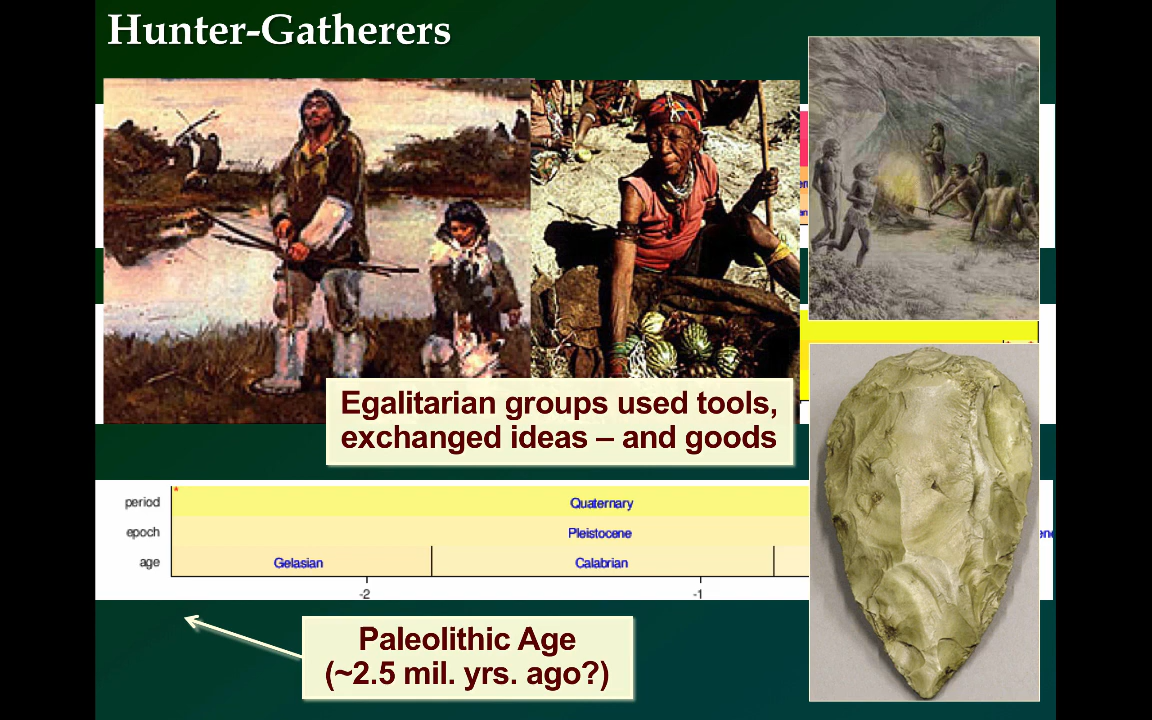 Hunter-Gatherers
Egalitarian groups used tools,
exchanged ideas – and goods
period
Quaternary
epoch
Pleistocene
age
Gelasian
Calabrian
-2
-1
Paleolithic Age
(~2.5 mil. yrs. ago?)